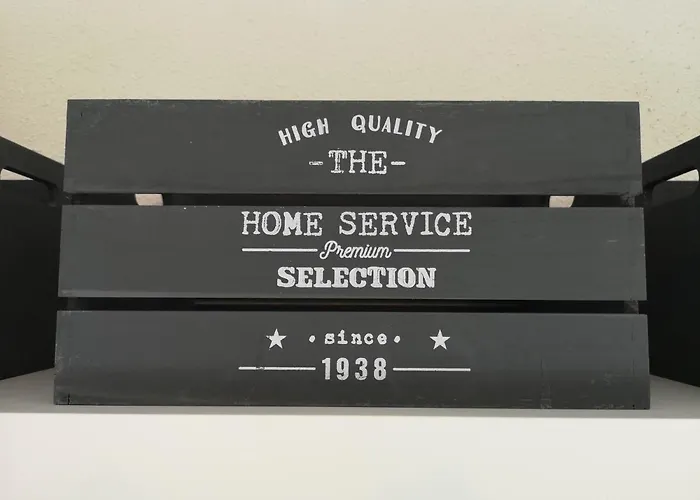 HIGH QUALITY
-THE-
HOME SERVICE
Premium
SELECTION
• since •
1938